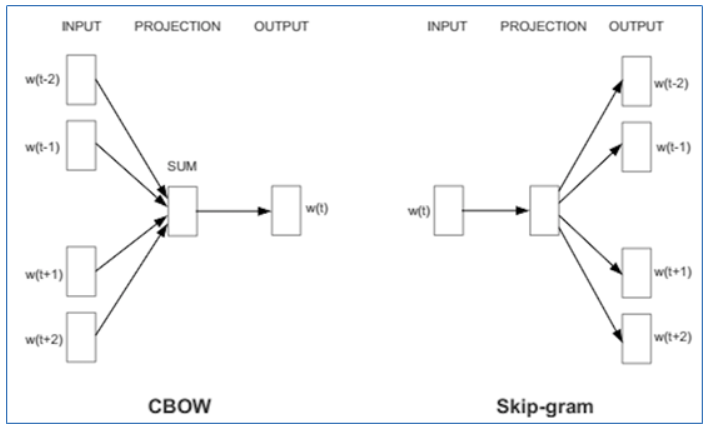 INPUT PROJECTION OUTPUT
w(t-2)
w(t-1)
SUM
w(t)
w(t+1)
w(t+2)
CBOW
INPUT PROJECTION OUTPUT
w(t-2)
w(t-1)
w(t)
w(t+1)
w(t+2)
Skip-gram